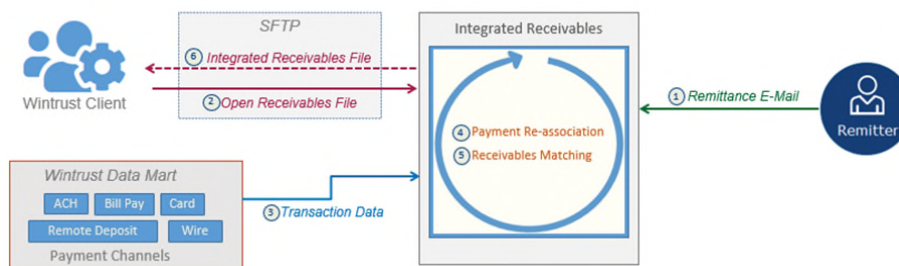 SFTP
Integrated Receivables
6 Integrated Receivables File
Wintrust Client
2 Open Receivables File
1 Remittance E-Mail
Remitter
4 Payment Re-association
5 Receivables Matching
Wintrust Data Mart
ACH
Bill Pay
Card
Remote Deposit
Wire
Payment Channels
3 Transaction Data